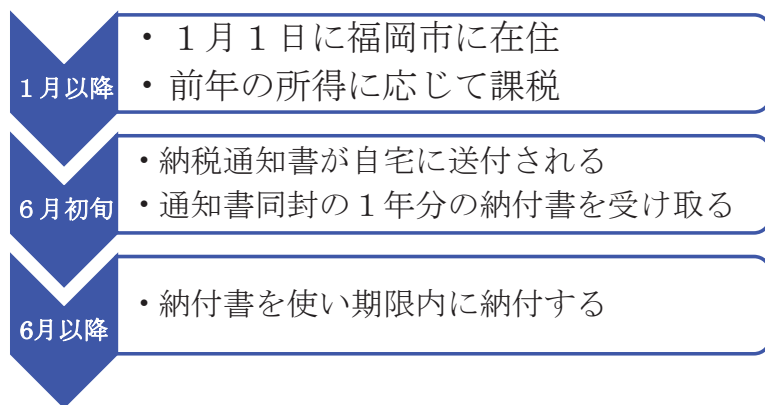 1月以降
・１月１日に福岡市に在住
・前年の所得に応じて課税
６月初旬
・納税通知書が自宅に送付される
・通知書同封の１年分の納付書を受け取る
6月以降
・納付書を使い期限内に納付する